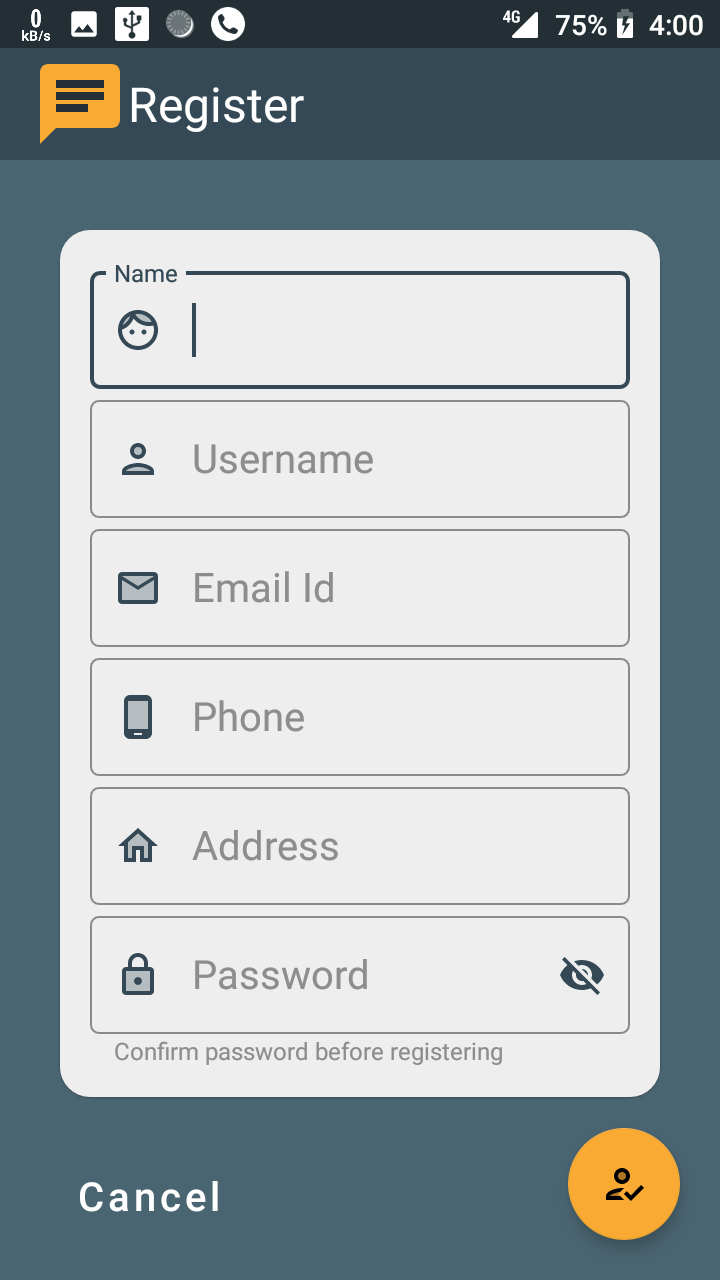 0
kB/s
4G
75%
4:00
Register
Name
Username
Email Id
Phone
Address
Password
Confirm password before registering
Cancel